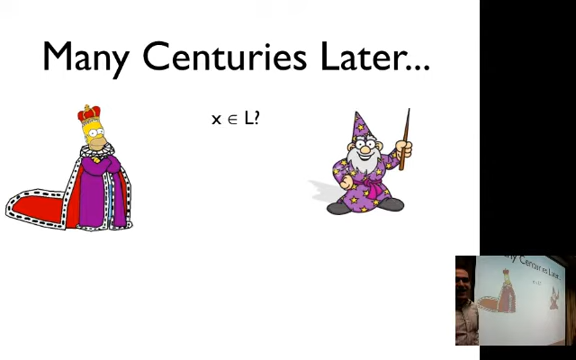 Many Centuries Later...
x ∈ L?